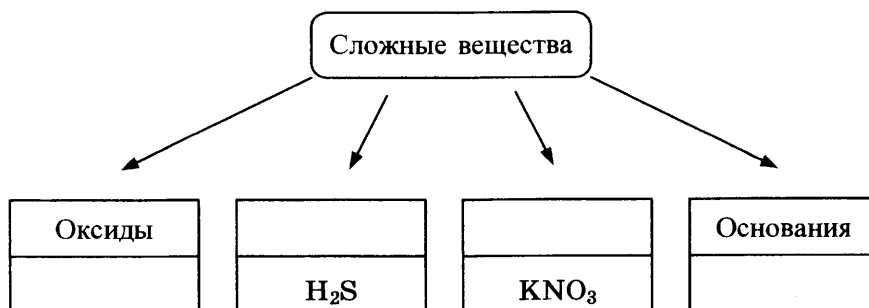 Сложные вещества
Оксиды
Основания
H₂S
KNO₃